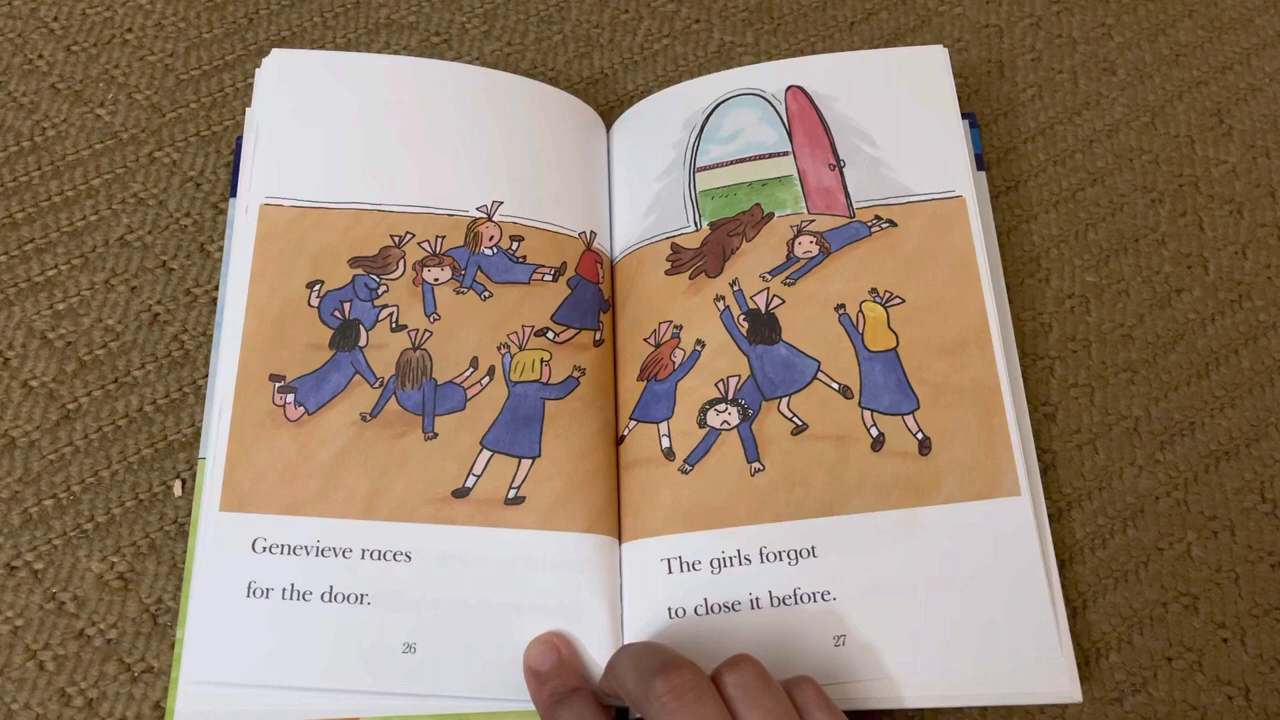 Genevieve races
for the door.
26
The girls forgot
to close it before.
27